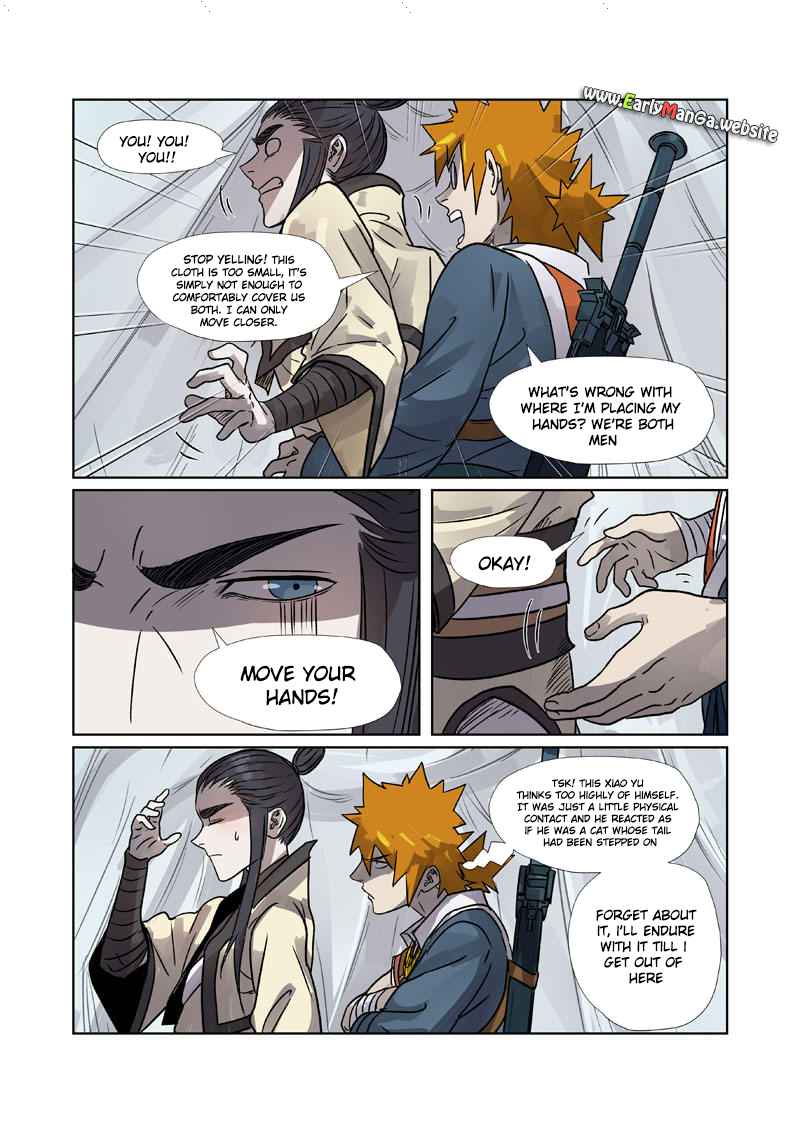 www.EarlyManGa.website
YOU! YOU!
YOU!!
STOP YELLING! THIS
CLOTH IS TOO SMALL, IT'S
SIMPLY NOT ENOUGH TO
COMFORTABLY COVER US
BOTH. I CAN ONLY
MOVE CLOSER.
WHAT'S WRONG WITH
WHERE I'M PLACING MY
HANDS? WE'RE BOTH
MEN
MOVE YOUR
HANDS!
OKAY!
TSK! THIS XIAO YU
THINKS TOO HIGHLY OF HIMSELF.
IT WAS JUST A LITTLE PHYSICAL
CONTACT AND HE REACTED AS
IF HE WAS A CAT WHOSE TAIL
HAD BEEN STEPPED ON
FORGET ABOUT
IT, I'LL ENDURE
WITH IT TILL I
GET OUT OF
HERE